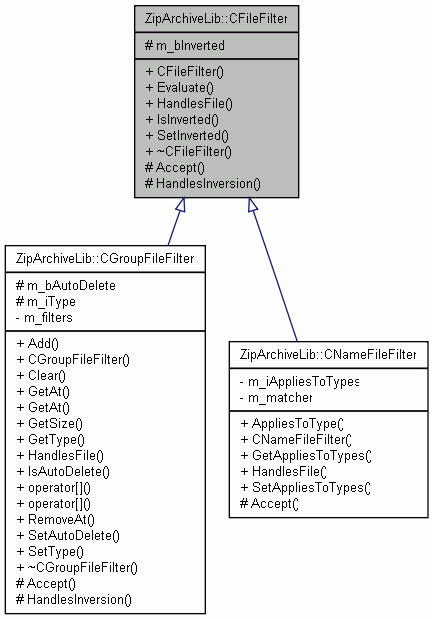 ZipArchiveLib::CFileFilter
# m_bInverted
+ CFileFilter()
+ Evaluate()
+ HandlesFile()
+ IsInverted()
+ SetInverted()
+ ~CFileFilter()
# Accept()
# HandlesInversion()
ZipArchiveLib::CGroupFileFilter
# m_bAutoDelete
# m_iType
- m_filters
+ Add()
+ CGroupFileFilter()
+ Clear()
+ GetAt()
+ GetAt()
+ GetSize()
+ GetType()
+ HandlesFile()
+ IsAutoDelete()
+ operator[]()
+ operator[]()
+ RemoveAt()
+ SetAutoDelete()
+ SetType()
+ ~CGroupFileFilter()
# Accept()
# HandlesInversion()
ZipArchiveLib::CNameFileFilter
- m_iAppliesToTypes
- m_matcher
+ AppliesToType()
+ CNameFileFilter()
+ GetAppliesToTypes()
+ HandlesFile()
+ SetAppliesToTypes()
# Accept()